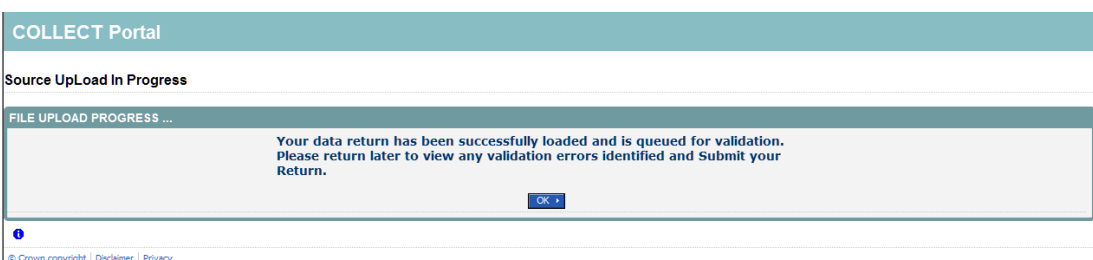 COLLECT Portal
Source UpLoad In Progress
FILE UPLOAD PROGRESS ...
Your data return has been successfully loaded and is queued for validation.
Please return later to view any validation errors identified and Submit your
Return.
OK
© Crown copyright | Disclaimer | Privacy